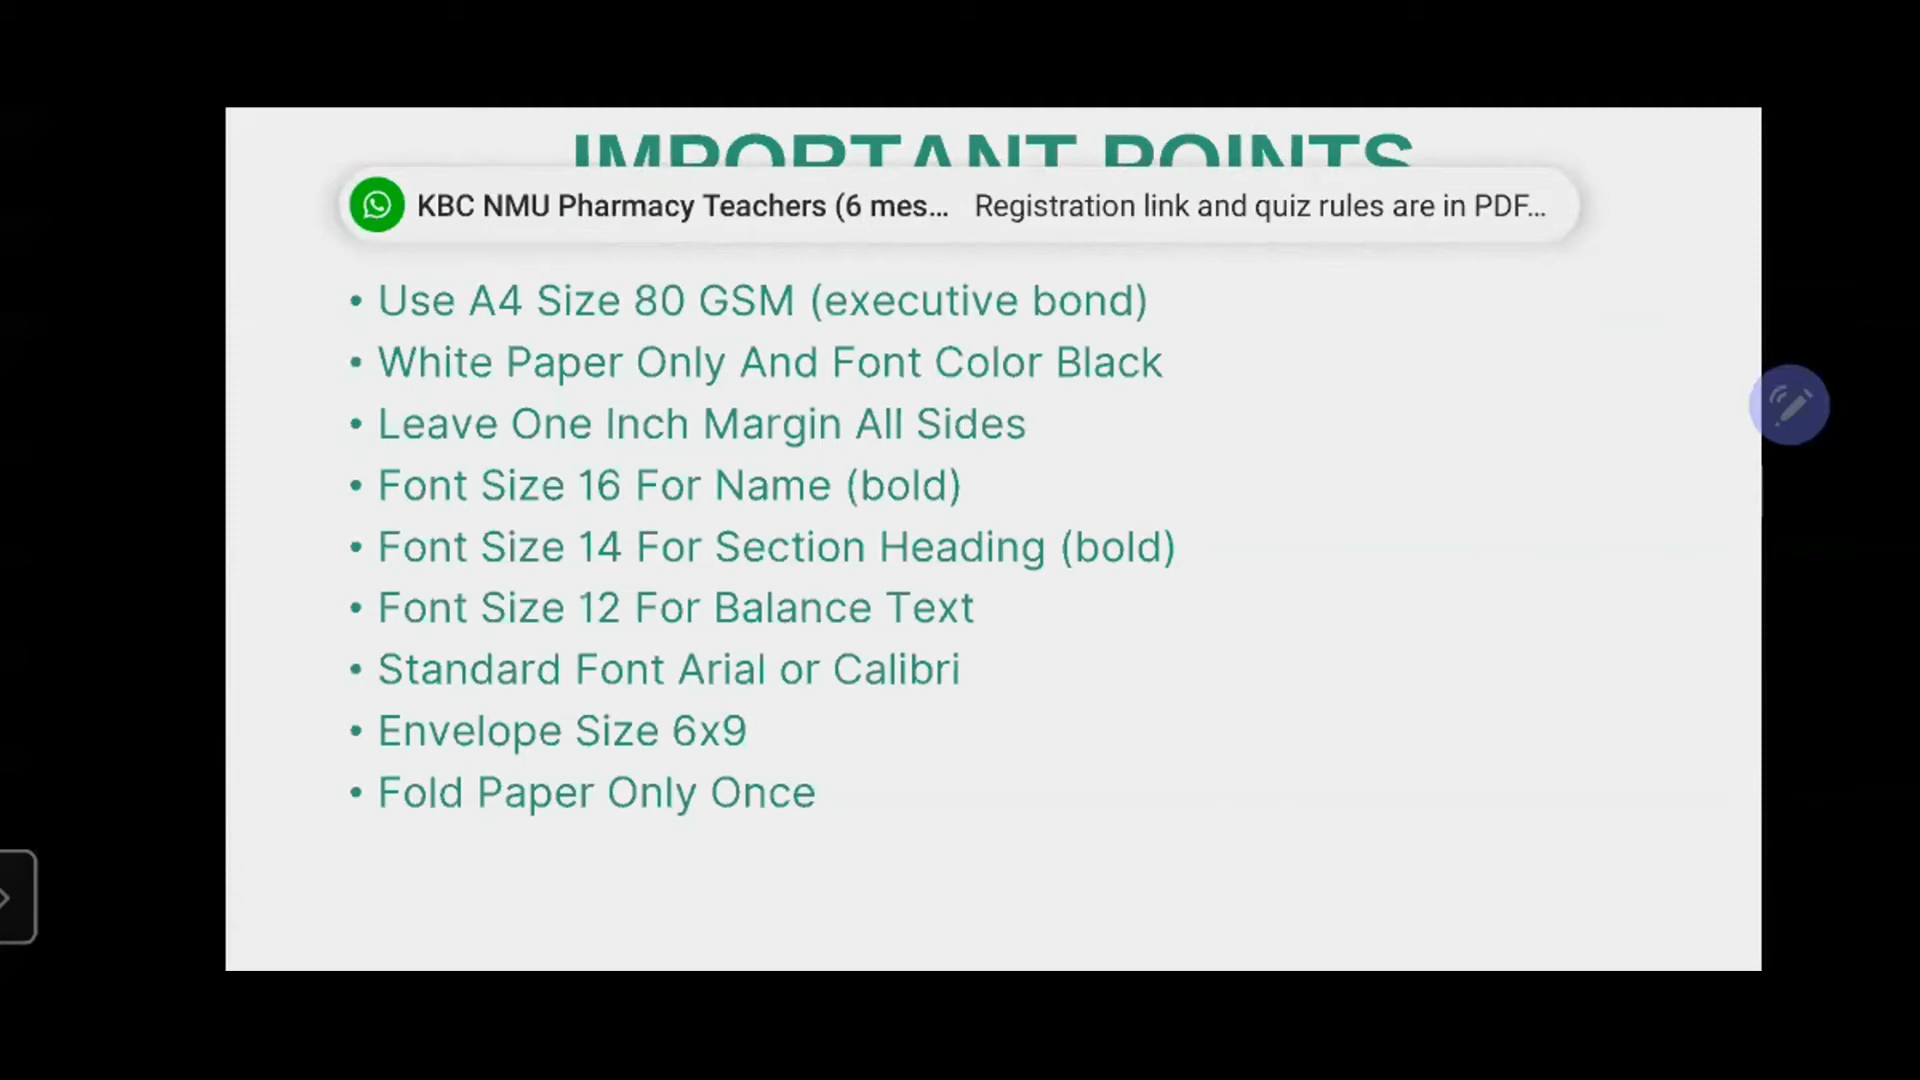 IMPORTANT POINTS
KBC NMU Pharmacy Teachers (6 mes... Registration link and quiz rules are in PDF...
• Use A4 Size 80 GSM (executive bond)
• White Paper Only And Font Color Black
• Leave One Inch Margin All Sides
• Font Size 16 For Name (bold)
• Font Size 14 For Section Heading (bold)
• Font Size 12 For Balance Text
• Standard Font Arial or Calibri
• Envelope Size 6x9
• Fold Paper Only Once